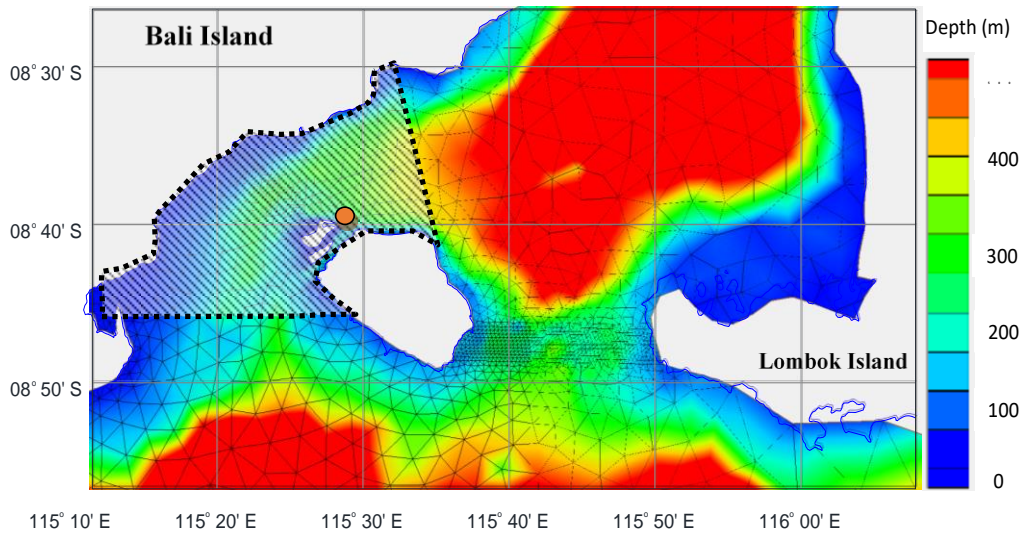 Bali Island
Depth (m)
08° 30' S
. . .
400
08° 40' S
300
200
Lombok Island
08° 50' S
100
0
115° 10' E 115° 20' E 115° 30' E 115° 40' E 115° 50' E 116° 00' E